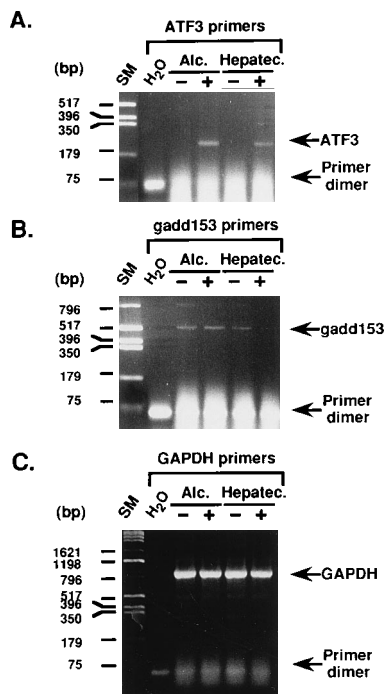 A.
ATF3 primers
(bp) SM H2O Alc. Hepatec.
− + − +
517
396
350
179
75
ATF3
Primer
dimer
B.
gadd153 primers
(bp) SM H2O Alc. Hepatec.
− + − +
796
517
396
350
179
75
gadd153
Primer
dimer
C.
GAPDH primers
(bp) SM H2O Alc. Hepatec.
− + − +
1621
1198
796
517
396
350
179
75
GAPDH
Primer
dimer